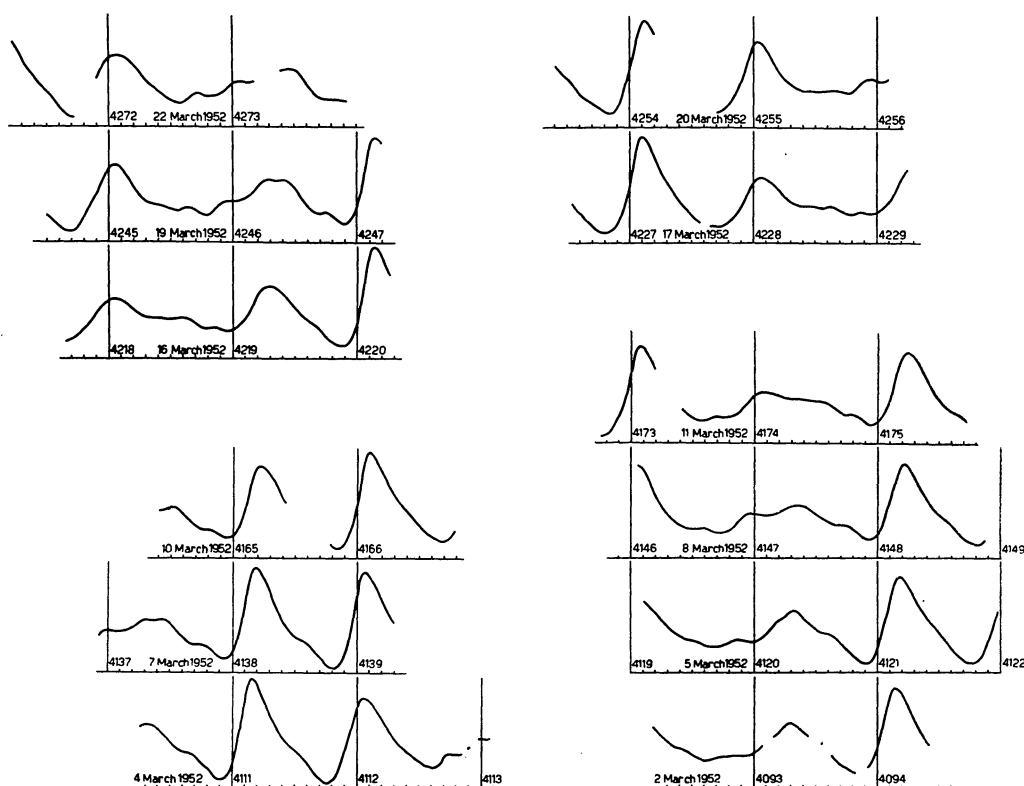 4272 22 March 1952 4273
4254 20 March 1952 4255 4256
4245 19 March 1952 4246 4247
4227 17 March 1952 4228 4229
4218 16 March 1952 4219 4220
4173 11 March 1952 4174 4175
10 March 1952 4165 4166
4146 8 March 1952 4147 4148 4149
4137 7 March 1952 4138 4139
4119 5 March 1952 4120 4121 4122
4 March 1952 4111 4112 4113
2 March 1952 4093 4094